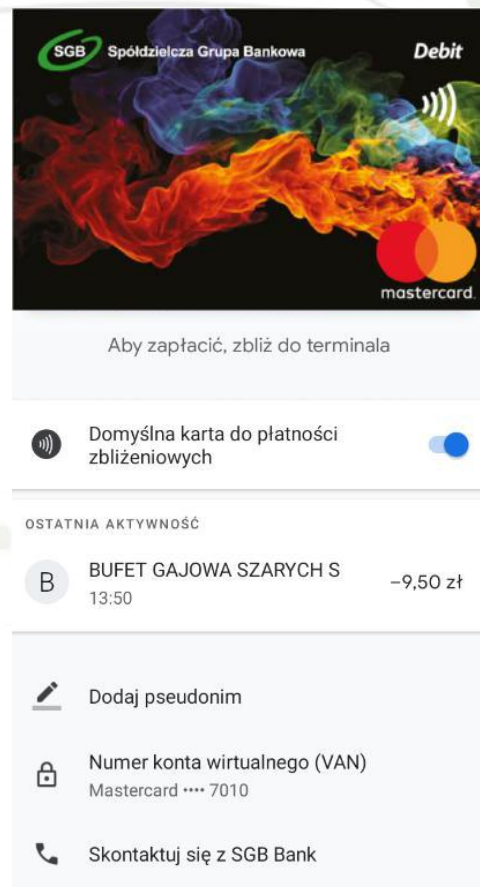 SGB Spółdzielcza Grupa Bankowa Debit
mastercard.
Aby zapłacić, zbliż do terminala
Domyślna karta do płatności
zbliżeniowych
OSTATNIA AKTYWNOŚĆ
B BUFET GAJOWA SZARYCH S −9,50 zł
13:50
Dodaj pseudonim
Numer konta wirtualnego (VAN)
Mastercard •••• 7010
Skontaktuj się z SGB Bank